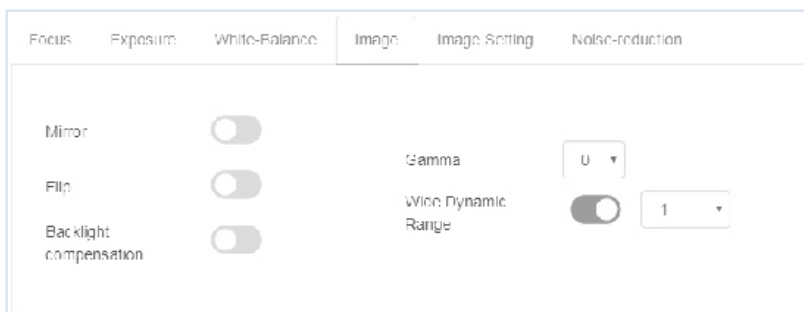 Focus Exposure White-Balance Image Image Setting Noise-reduction
Mirror
Flip
Backlight
compensation
Gamma 0
Wide Dynamic
Range 1